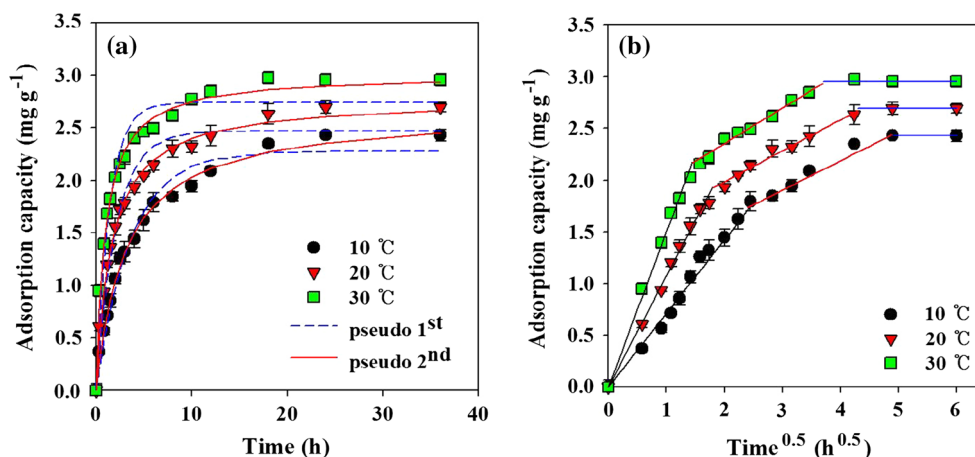 (a)
Adsorption capacity (mg g⁻¹)
3.5
3.0
2.5
2.0
1.5
1.0
0.5
0.0
10 ℃
20 ℃
30 ℃
pseudo 1st
pseudo 2nd
0 10 20 30 40
Time (h)
(b)
Adsorption capacity (mg g⁻¹)
3.5
3.0
2.5
2.0
1.5
1.0
0.5
0.0
10 ℃
20 ℃
30 ℃
0 1 2 3 4 5 6
Time⁰·⁵ (h⁰·⁵)